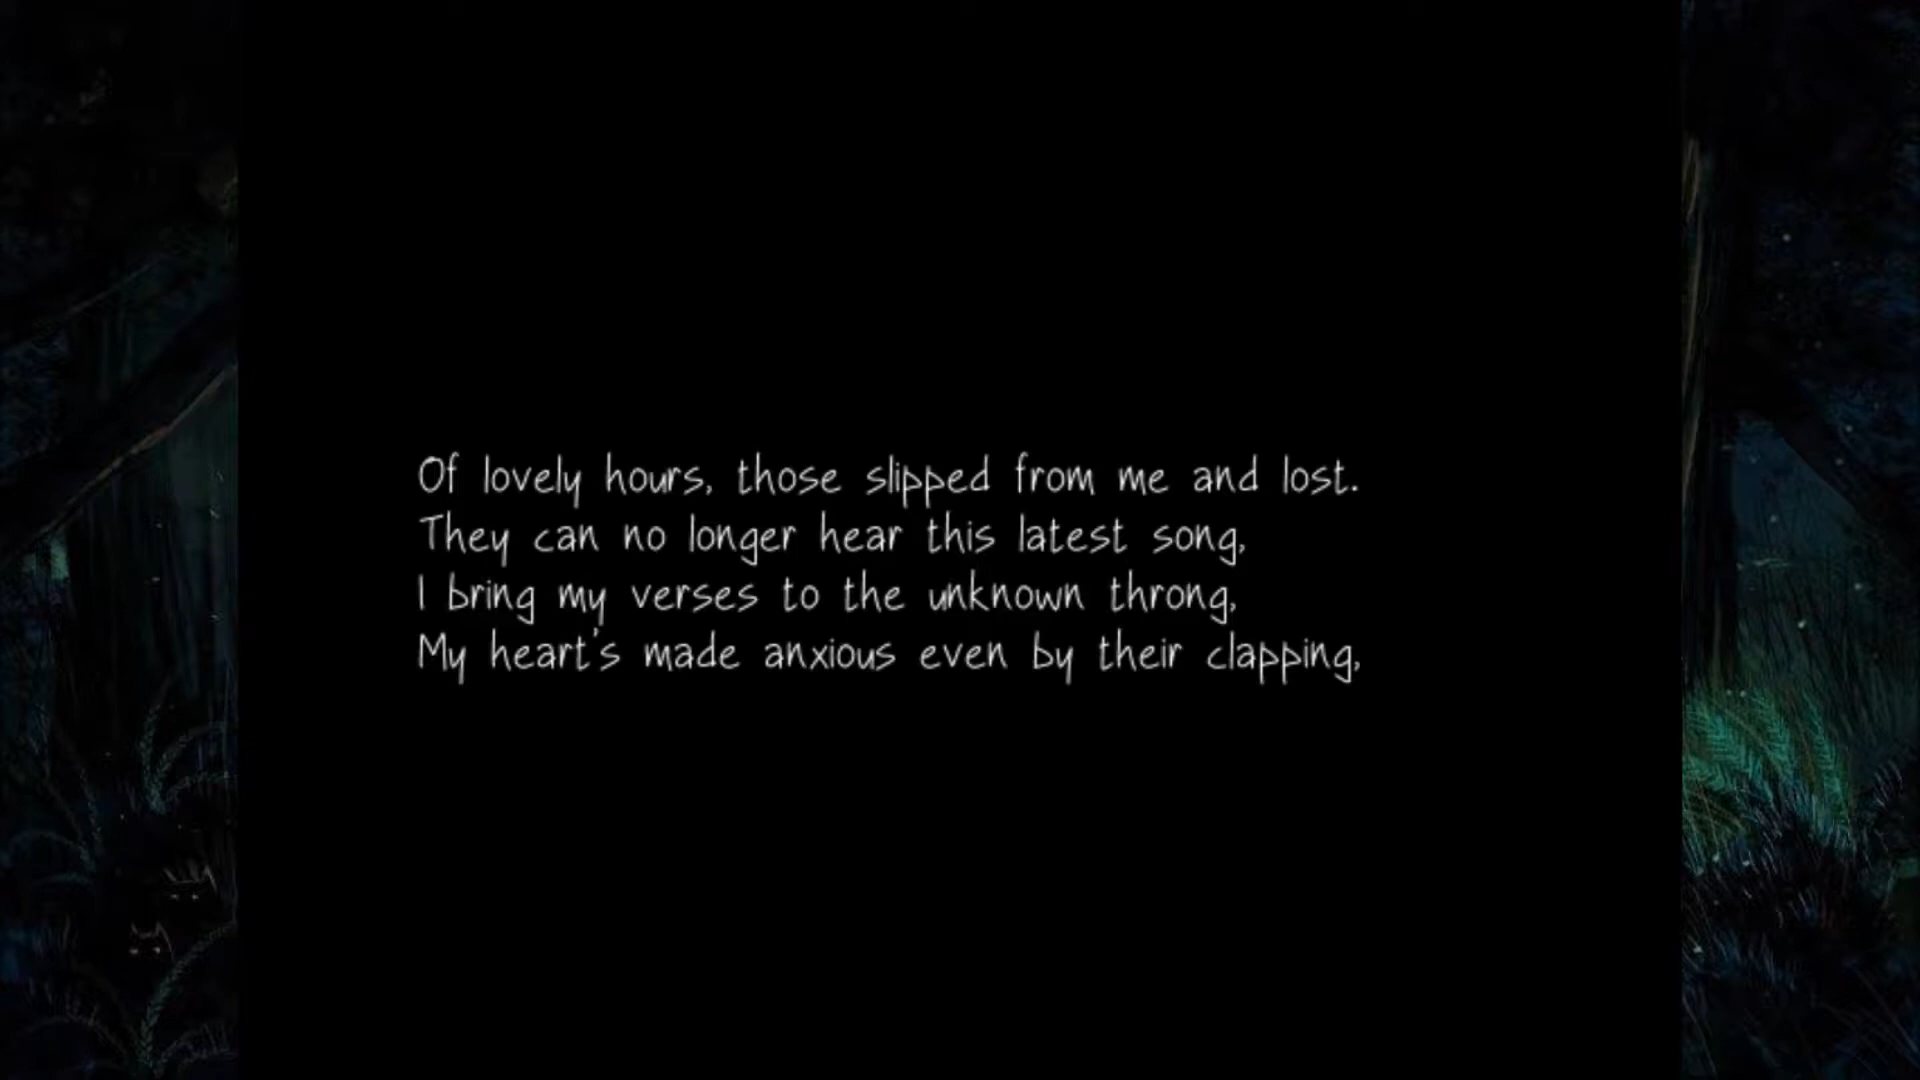 Of lovely hours, those slipped from me and lost.
They can no longer hear this latest song,
I bring my verses to the unknown throng,
My heart's made anxious even by their clapping,